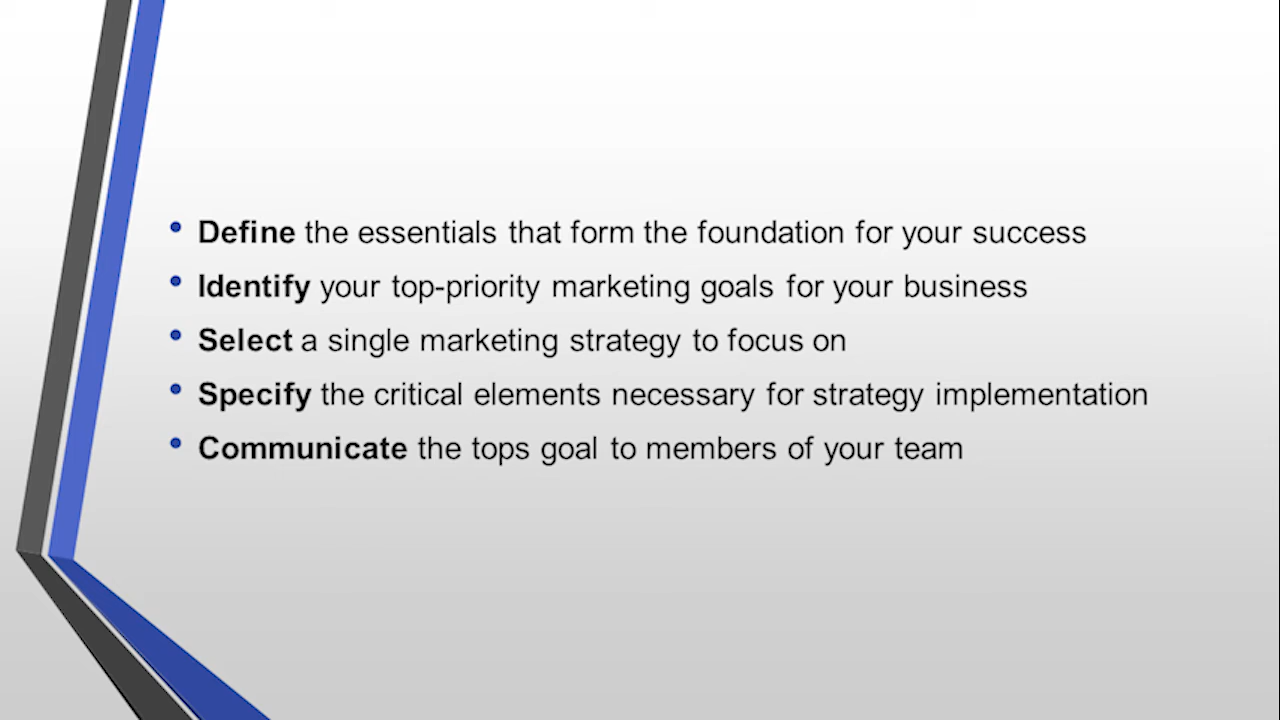 • Define the essentials that form the foundation for your success
• Identify your top-priority marketing goals for your business
• Select a single marketing strategy to focus on
• Specify the critical elements necessary for strategy implementation
• Communicate the tops goal to members of your team